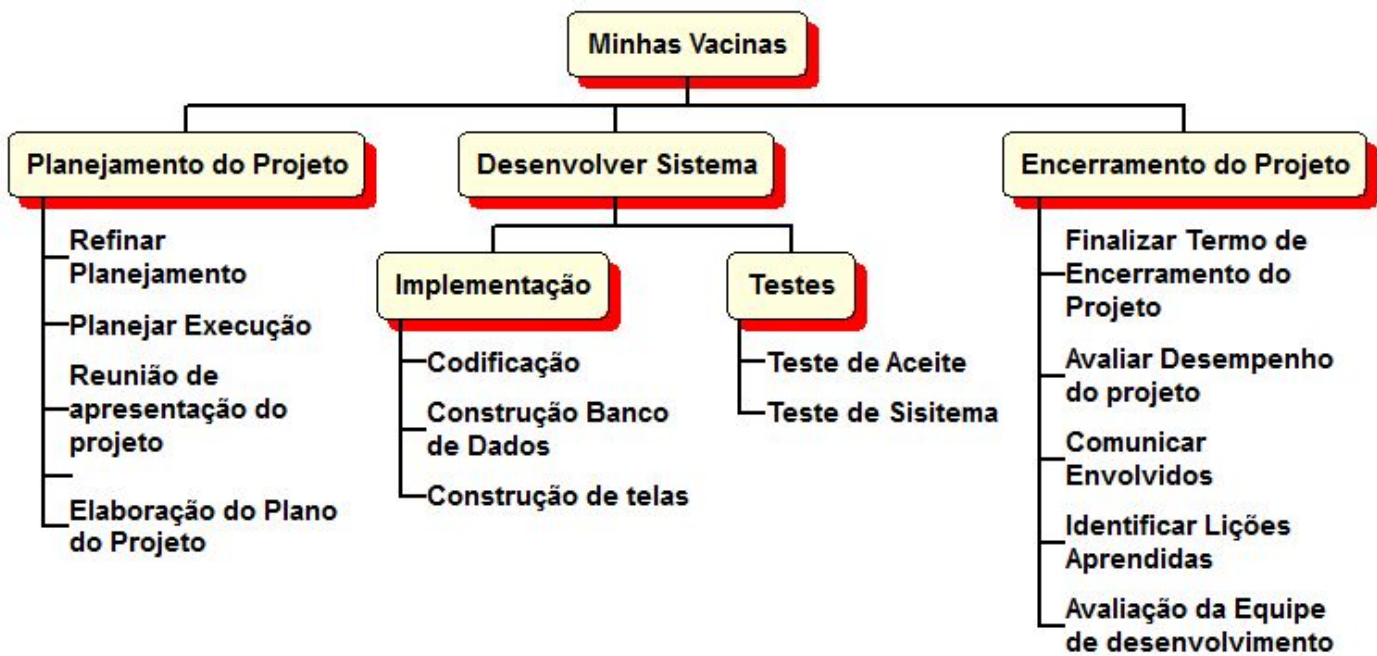 Minhas Vacinas
Planejamento do Projeto
Refinar
Planejamento
Planejar Execução
Reunião de
apresentação do
projeto
Elaboração do Plano
do Projeto
Desenvolver Sistema
Implementação
Codificação
Construção Banco
de Dados
Construção de telas
Testes
Teste de Aceite
Teste de Sisitema
Encerramento do Projeto
Finalizar Termo de
Encerramento do
Projeto
Avaliar Desempenho
do projeto
Comunicar
Envolvidos
Identificar Lições
Aprendidas
Avaliação da Equipe
de desenvolvimento